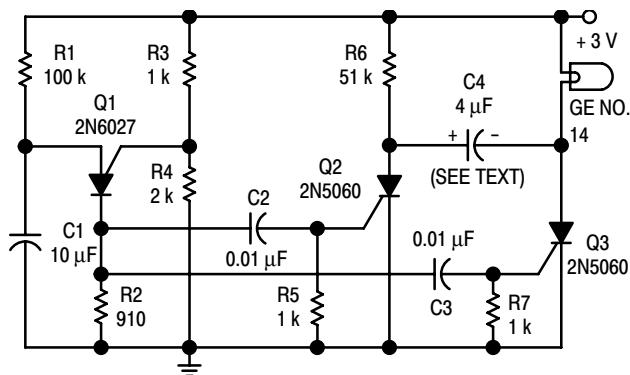 R1
100 k
R3
1 k
R6
51 k
+ 3 V
Q1
2N6027
C4
4 μF
+
−
(SEE TEXT)
GE NO.
14
R4
2 k
Q2
2N5060
C1
10 μF
C2
0.01 μF
0.01 μF
C3
Q3
2N5060
R2
910
R5
1 k
R7
1 k